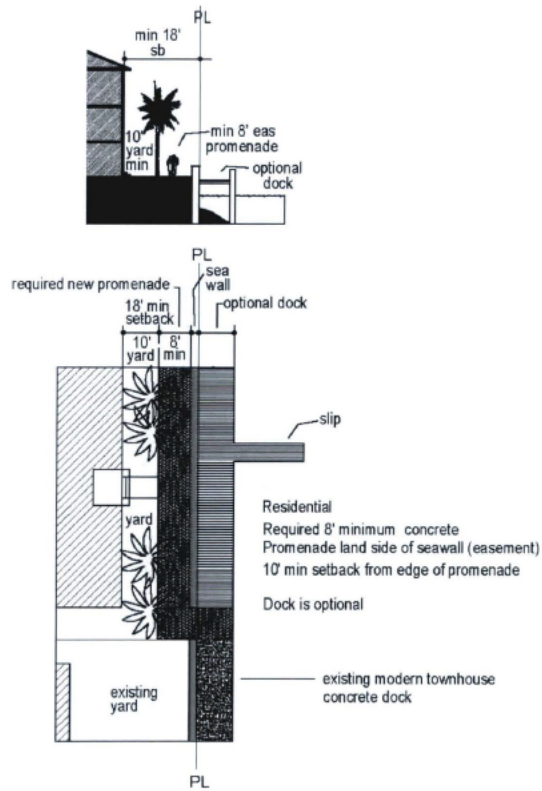 PL
min 18'
sb
10'
yard
min
min 8' eas
promenade
optional
dock
PL
sea
wall
required new promenade
optional dock
18' min
setback
10'
yard
8'
min
slip
yard
Residential
Required 8' minimum concrete
Promenade land side of seawall (easement)
10' min setback from edge of promenade
Dock is optional
existing
yard
existing modern townhouse
concrete dock
PL